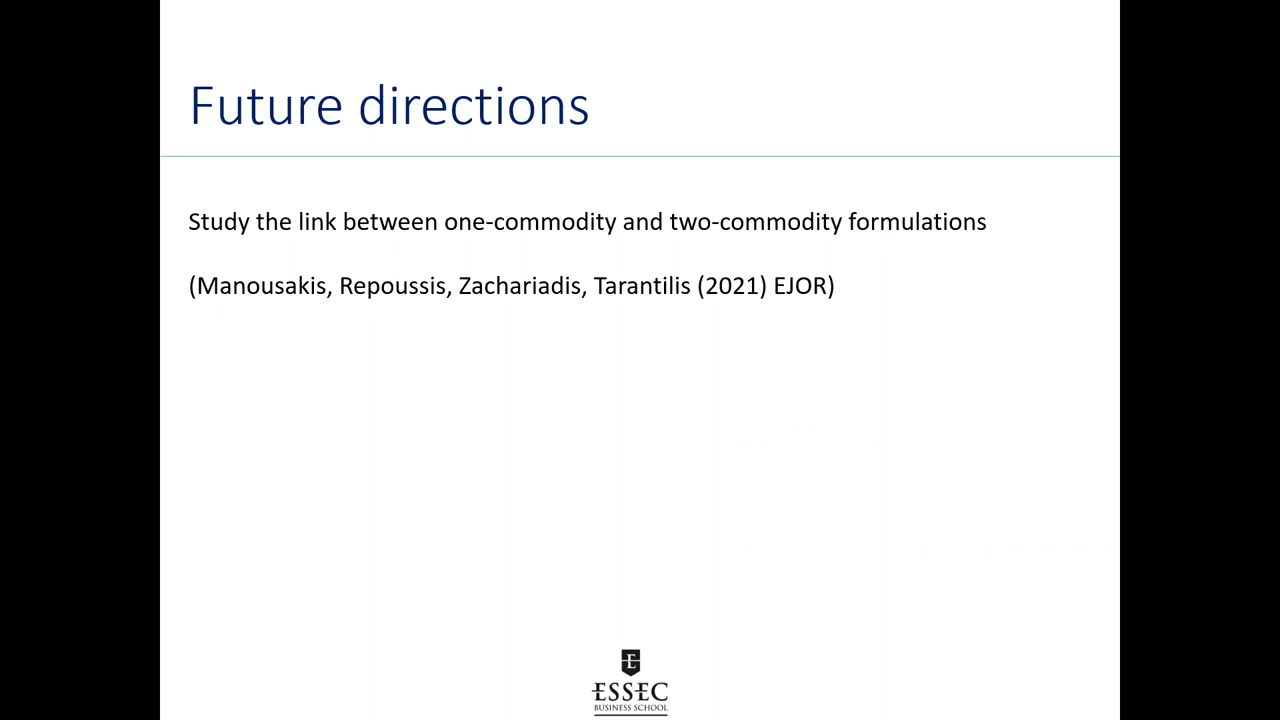 Future directions
Study the link between one-commodity and two-commodity formulations
(Manousakis, Repoussis, Zachariadis, Tarantilis (2021) EJOR)
E
ESSEC
BUSINESS SCHOOL